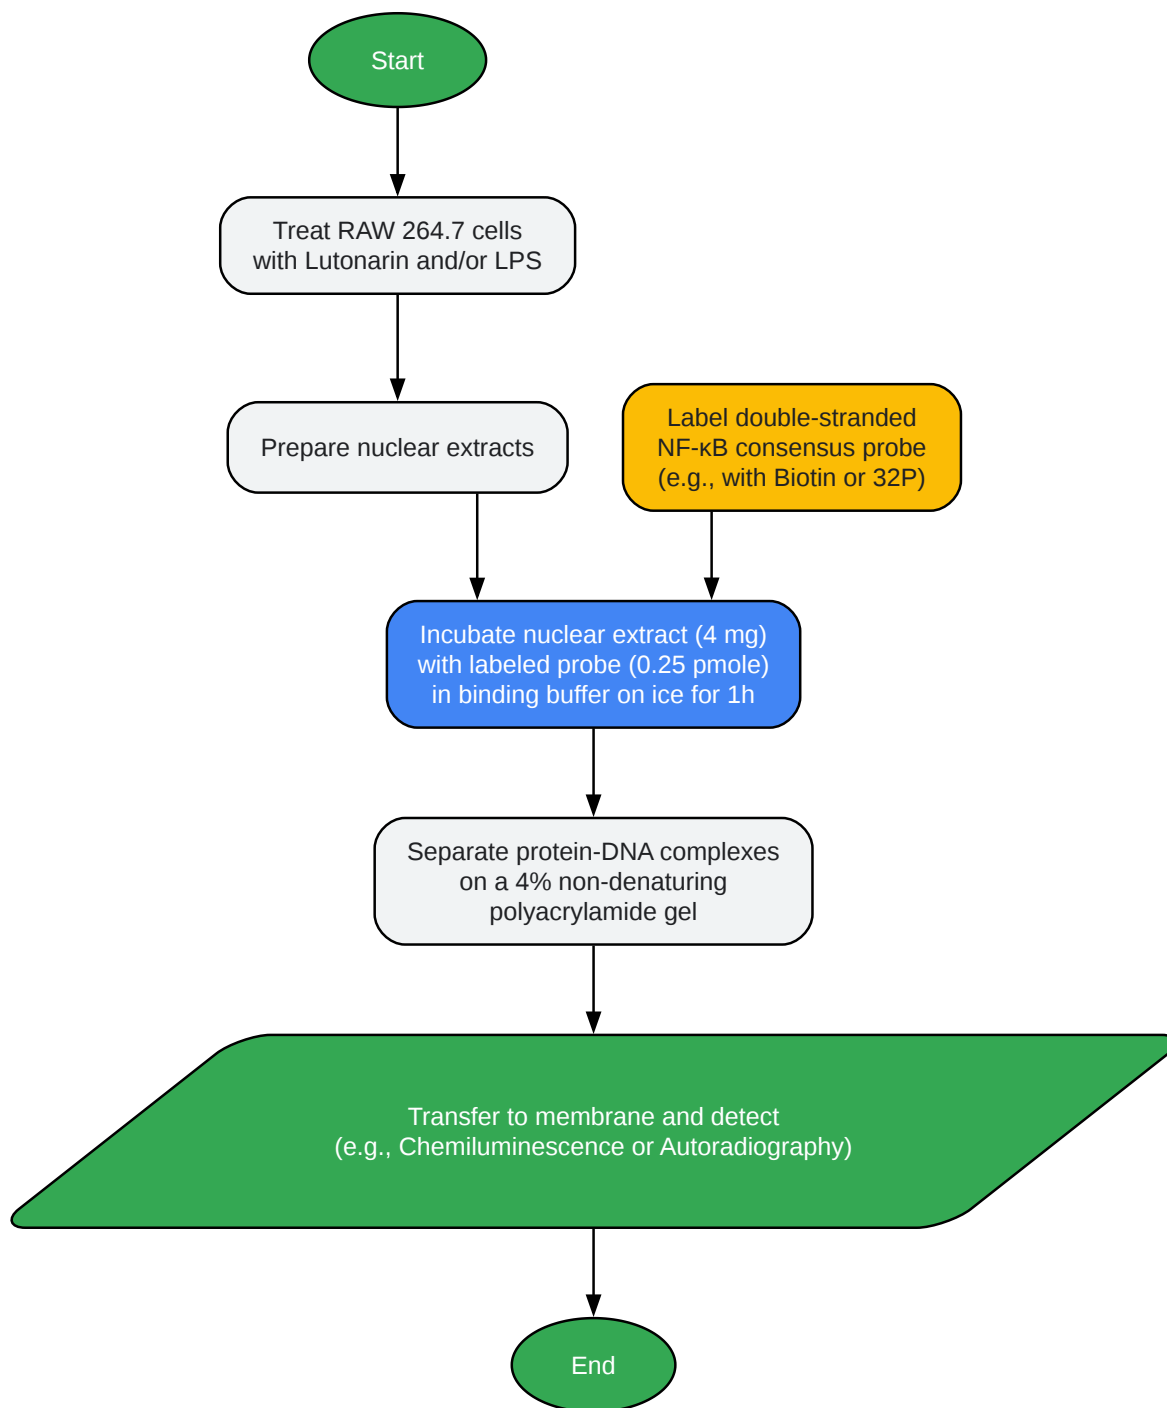 Start
Treat RAW 264.7 cells
with Lutonarin and/or LPS
Prepare nuclear extracts
Label double-stranded
NF-κB consensus probe
(e.g., with Biotin or 32P)
Incubate nuclear extract (4 mg)
with labeled probe (0.25 pmole)
in binding buffer on ice for 1h
Separate protein-DNA complexes
on a 4% non-denaturing
polyacrylamide gel
Transfer to membrane and detect
(e.g., Chemiluminescence or Autoradiography)
End